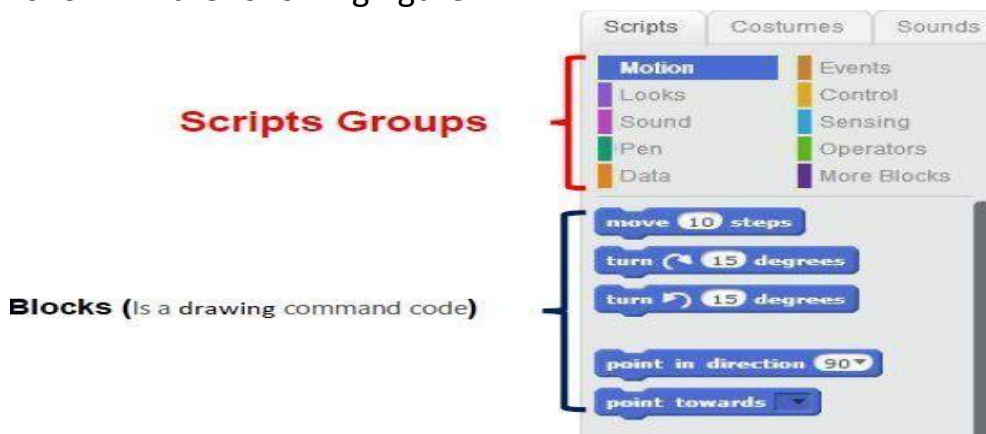 Scripts Costumes Sounds
Motion Events
Looks Control
Scripts Groups
Sound Sensing
Pen Operators
Data More Blocks
move 10 steps
turn 15 degrees
turn 15 degrees
Blocks (Is a drawing command code)
point in direction 90
point towards